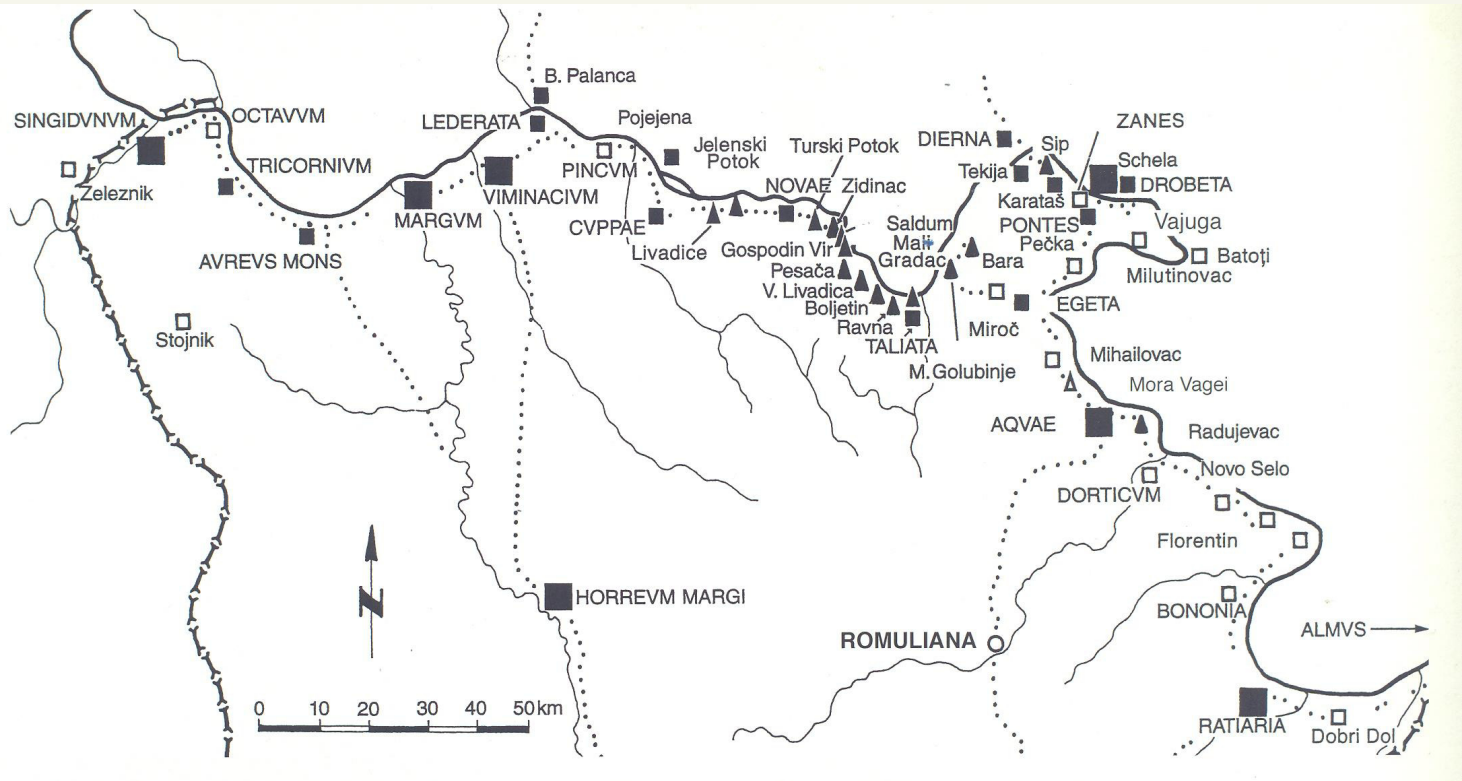 B. Palanca
SINGIDVNVM
OCTAVVM
LEDERATA
Pojejena
ZANES
DIERNA
Sip
Jelenski
Potok
Turski Potok
TRICORNIVM
PINCVM
Schela
Tekija
DROBETA
Zeleznik
VIMINACIVM
NOVAE
Zidinac
Karataš
MARGVM
CVPPAE
Saldum
Mali
Gradac
PONTES
Pečka
Vajuga
Livadice
Gospodin Vir
Bara
Batoți
AVREVS MONS
Pesača
Milutinovac
V. Livadica
Boljetin
EGETA
Ravna
Miroč
Stojnik
TALIATA
M. Golubinje
Mihailovac
Mora Vagei
AQVAE
Radujevac
Novo Selo
DORTICVM
Florentin
Z
HORREVM MARGI
BONONIA
ALMVS
ROMULIANA
0 10 20 30 40 50 km
RATIARIA
Dobri Dol